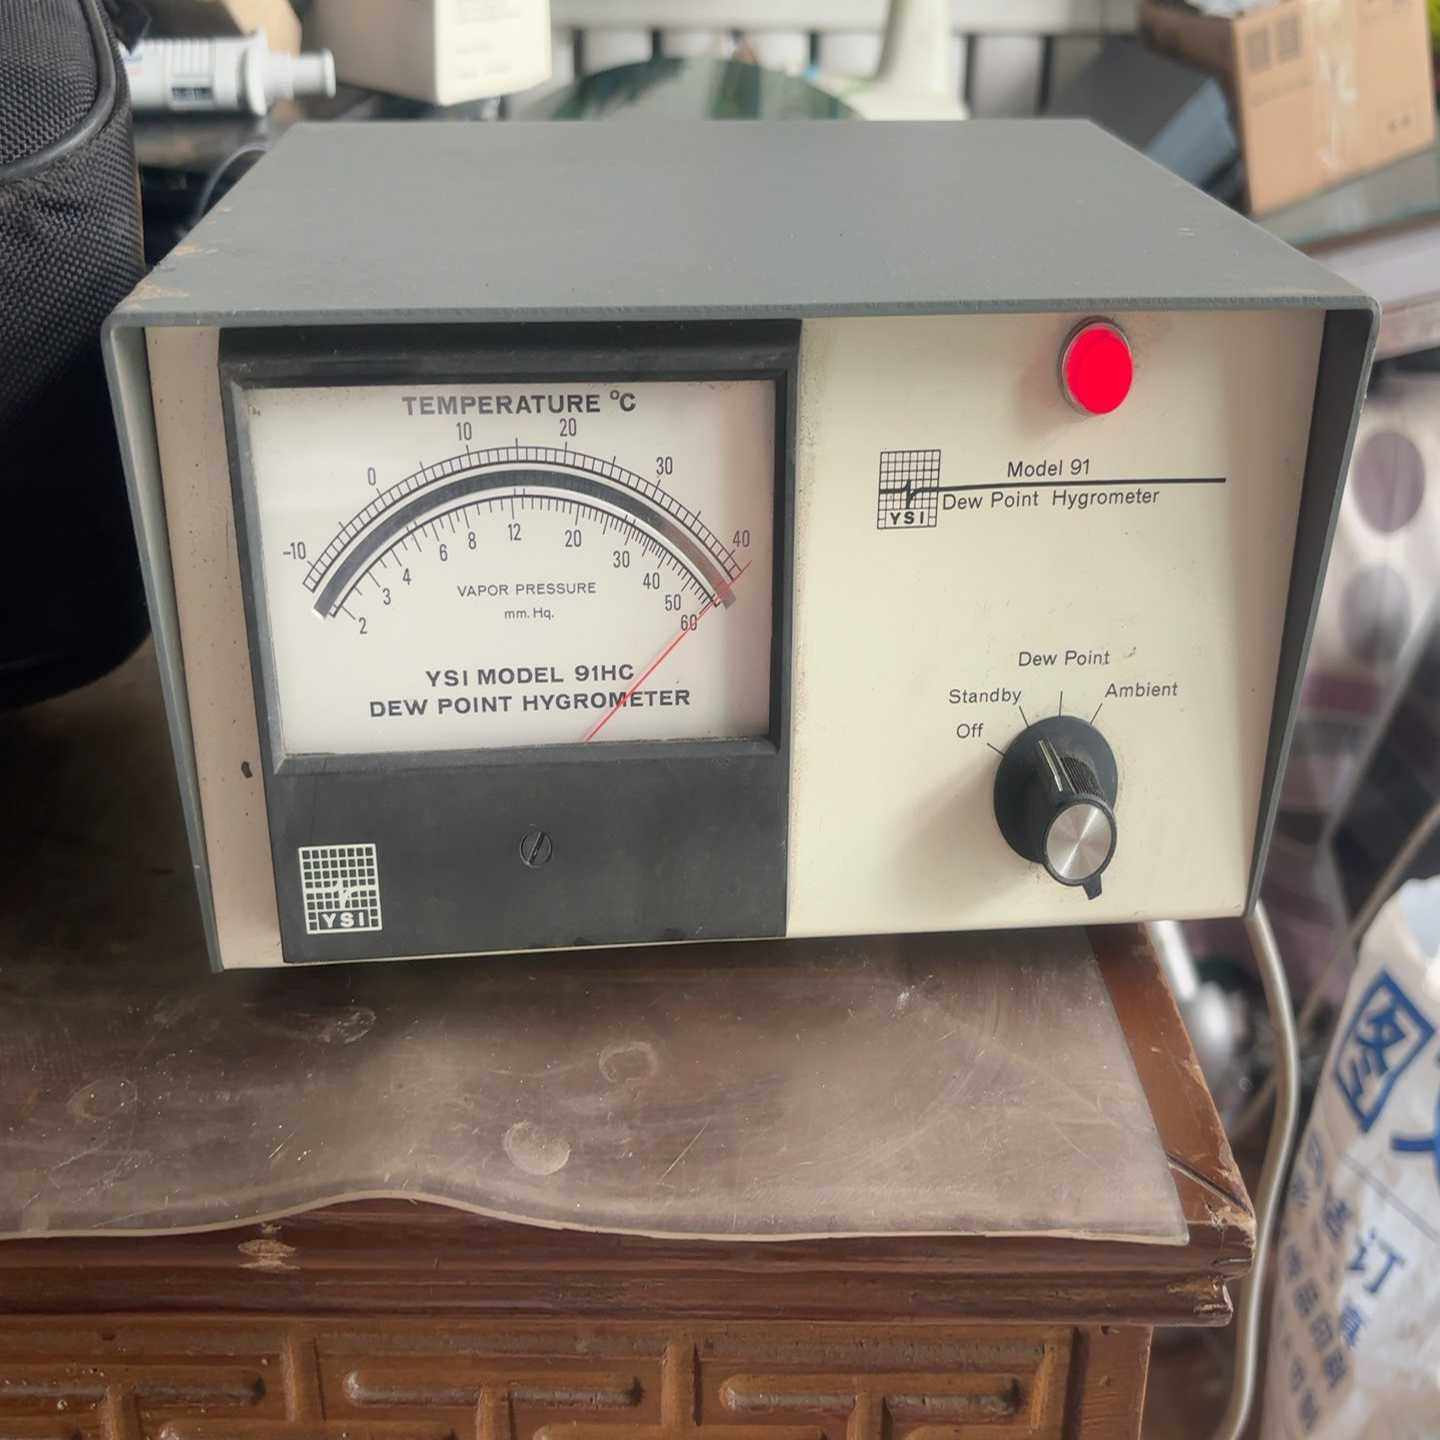 TEMPERATURE °C
-10 0 10 20 30 40
2 3 4 6 8 12 20 30 40 50 60
VAPOR PRESSURE
mm. Hg.
YSI MODEL 91HC
DEW POINT HYGROMETER
YSI
Model 91
YSI
Dew Point Hygrometer
Dew Point
Standby
Ambient
Off
图
订